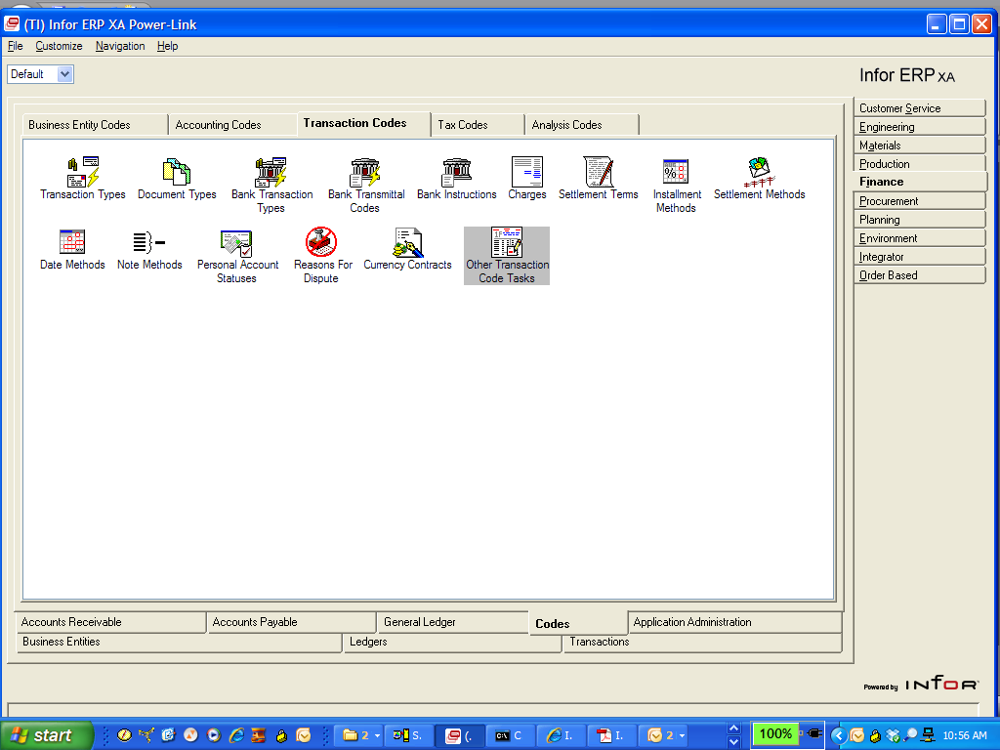 (TI) Infor ERP XA Power-Link
File Customize Navigation Help
Default
Infor ERP XA
Business Entity Codes
Accounting Codes
Transaction Codes
Tax Codes
Analysis Codes
Transaction Types
Document Types
Bank Transaction
Types
Bank Transmittal
Codes
Bank Instructions
Charges
Settlement Terms
Installment
Methods
Settlement Methods
Date Methods
Note Methods
Personal Account
Statuses
Reasons For
Dispute
Currency Contracts
Other Transaction
Code Tasks
Customer Service
Engineering
Materials
Production
Finance
Procurement
Planning
Environment
Integrator
Order Based
Accounts Receivable
Accounts Payable
General Ledger
Codes
Application Administration
Business Entities
Ledgers
Transactions
Powered by infor
start
2
S.
(.
C
I.
I.
2
100%
10:56 AM